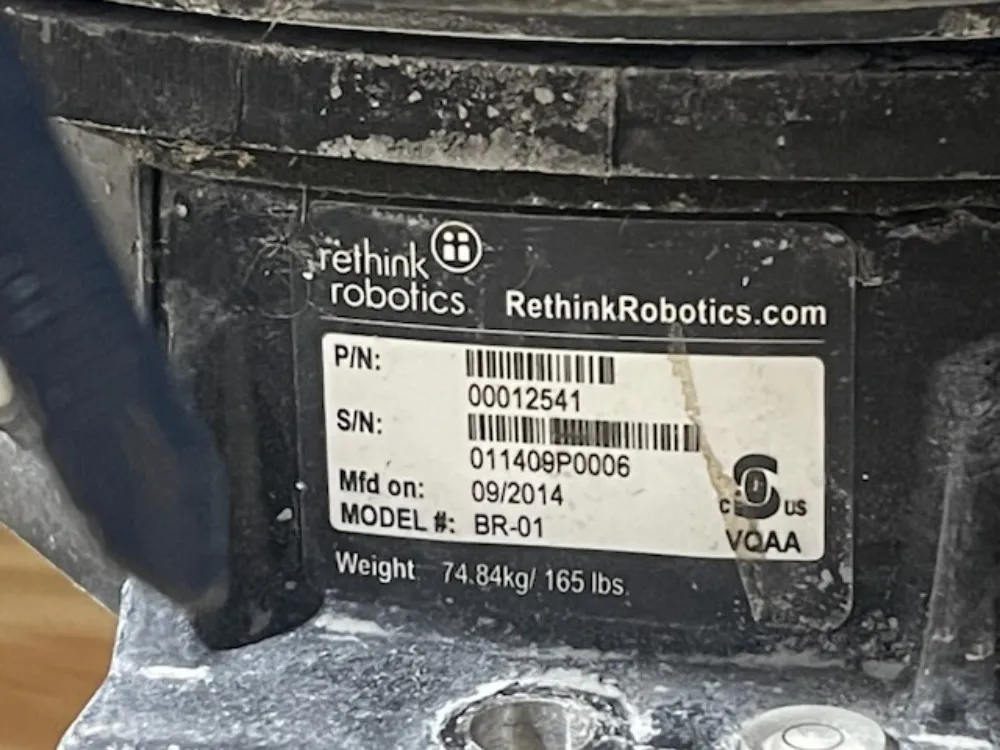 rethink
robotics
RethinkRobotics.com
P/N:
00012541
S/N:
011409P0006
Mfd on: 09/2014
MODEL #: BR-01
C US
VQAA
Weight 74.84kg/ 165 lbs